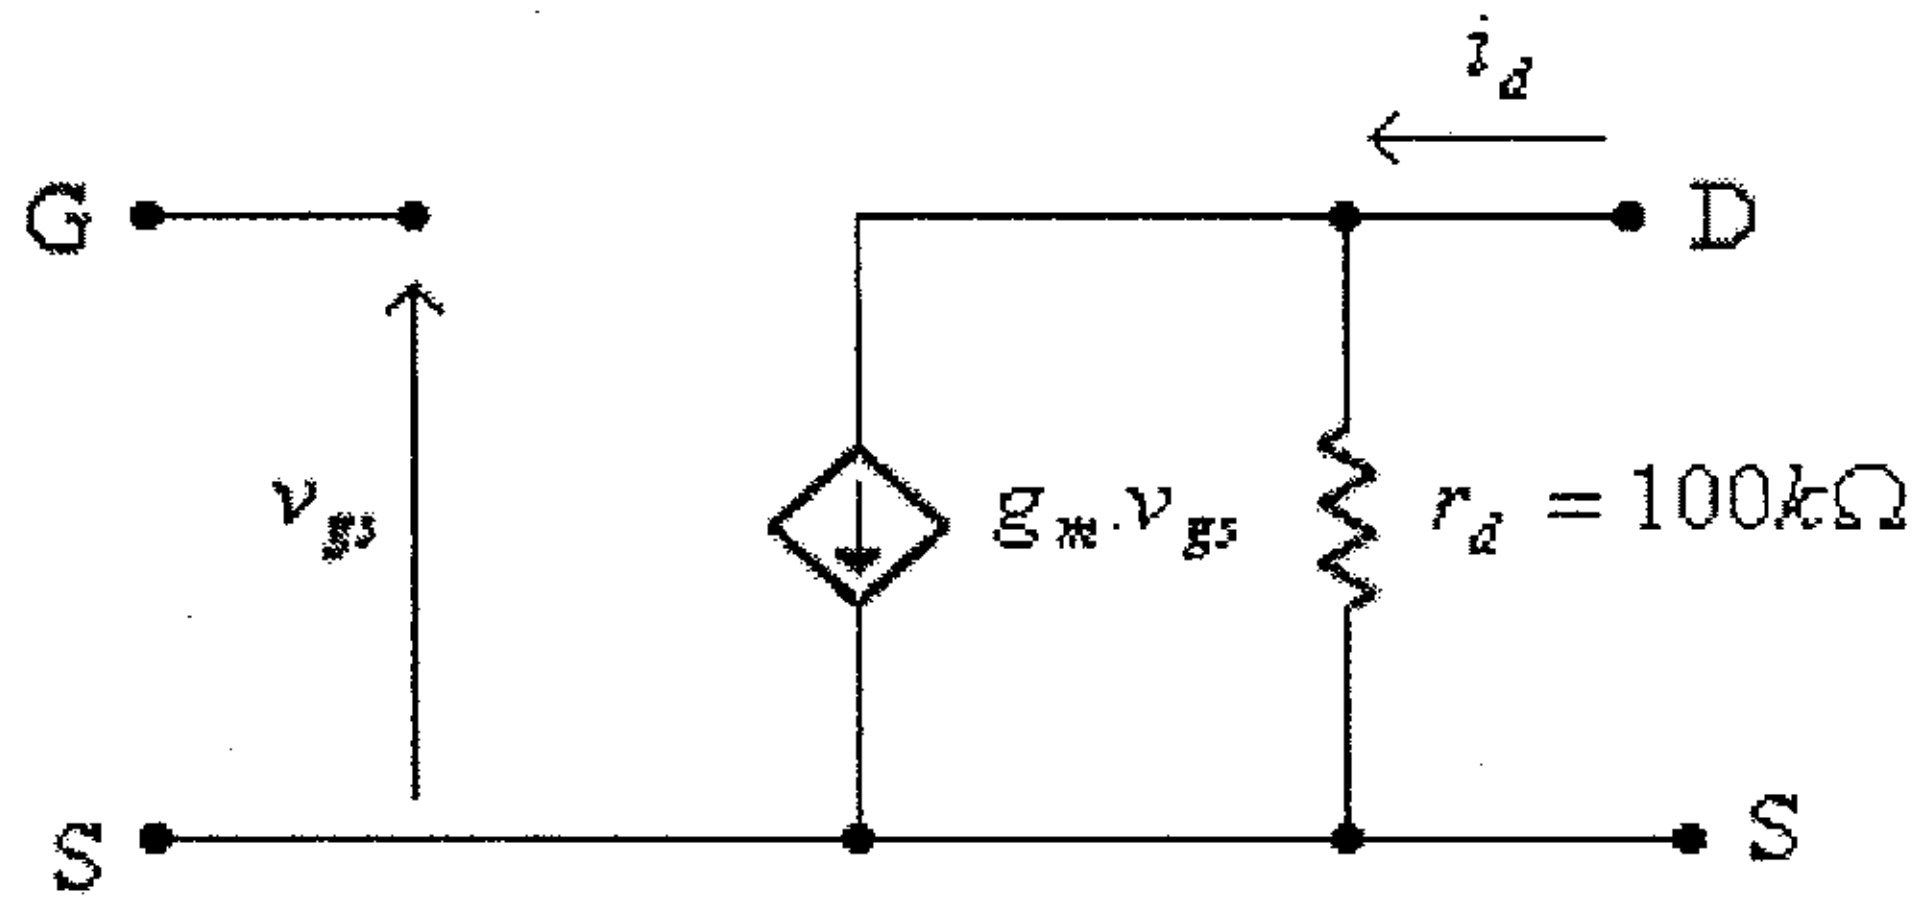 i_d
G
D
v_gs
g_m.v_gs
r_d = 100kΩ
S
S